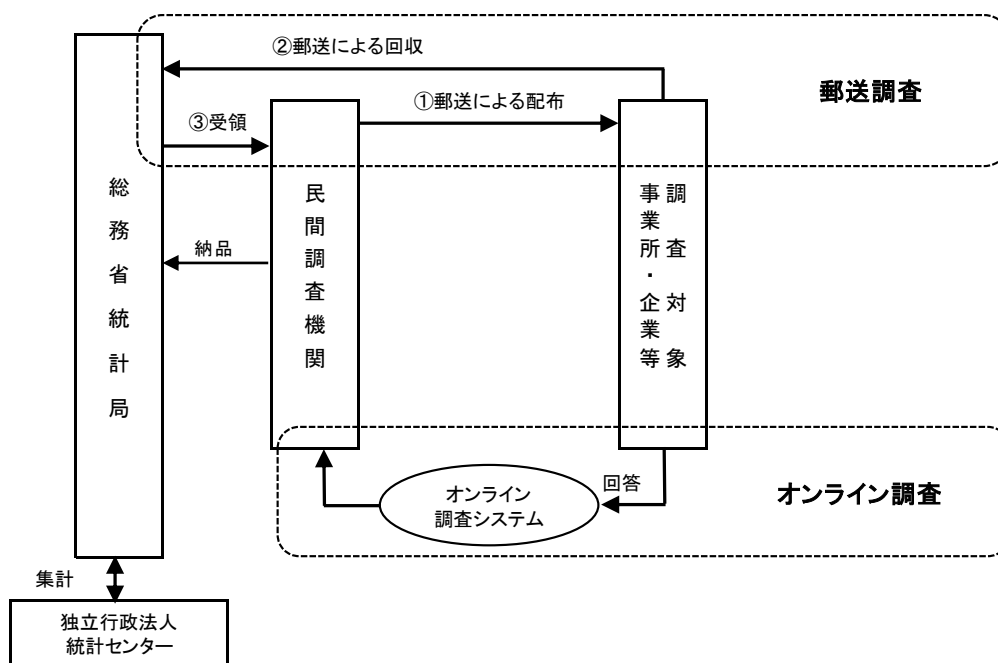 ②郵送による回収
郵送調査
①郵送による配布
③受領
総務省統計局
民間調査機関
調査対象
事業所・企業等
納品
オンライン調査
回答
オンライン
調査システム
集計
独立行政法人
統計センター